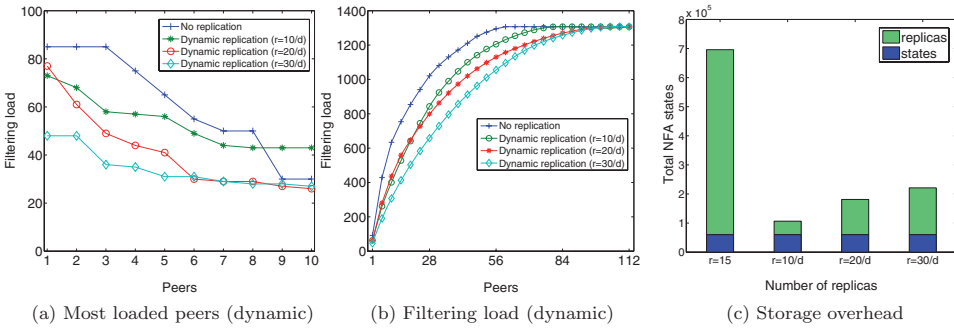 100
80
60
40
20
0
Filtering load
1 2 3 4 5 6 7 8 9 10
Peers
No replication
Dynamic replication (r=10/d)
Dynamic replication (r=20/d)
Dynamic replication (r=30/d)
(a) Most loaded peers (dynamic)
1400
1200
1000
800
600
400
200
0
Filtering load
1 28 56 84 112
Peers
No replication
Dynamic replication (r=10/d)
Dynamic replication (r=20/d)
Dynamic replication (r=30/d)
(b) Filtering load (dynamic)
x 10^5
8
7
6
5
4
3
2
1
0
Total NFA states
r=15 r=10/d r=20/d r=30/d
Number of replicas
replicas
states
(c) Storage overhead